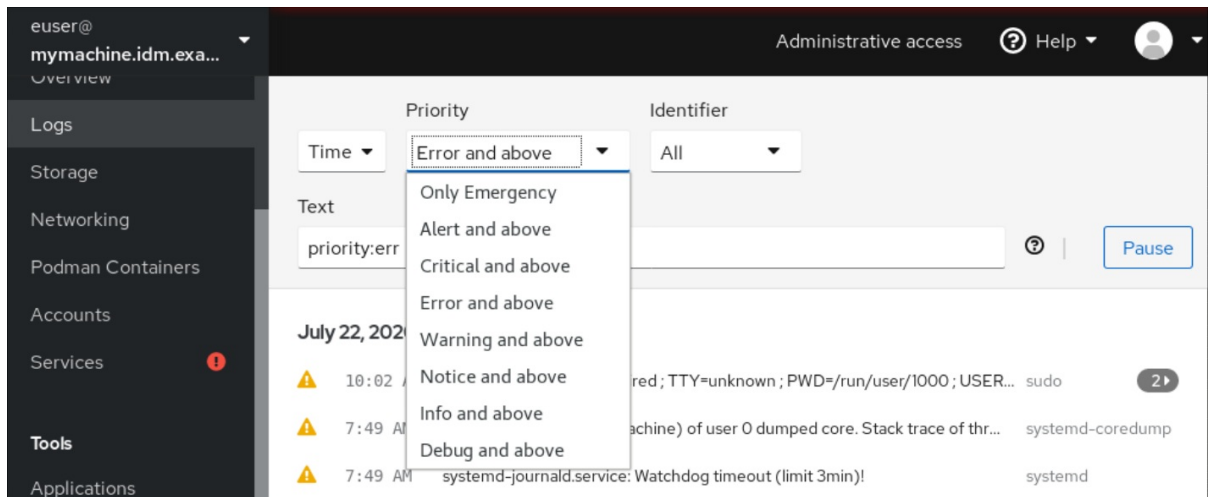 euser@
mymachine.idm.exa...
Administrative access
Help
Overview
Logs
Storage
Networking
Podman Containers
Accounts
Services
Tools
Applications
Priority
Identifier
Time
Error and above
All
Only Emergency
Alert and above
Critical and above
Error and above
Warning and above
Notice and above
Info and above
Debug and above
Text
priority:err
Pause
July 22, 202
10:02
red ; TTY=unknown ; PWD=/run/user/1000 ; USER... sudo 2
7:49 AM
achine) of user 0 dumped core. Stack trace of thr... systemd-coredump
7:49 AM systemd-journald.service: Watchdog timeout (limit 3min)! systemd